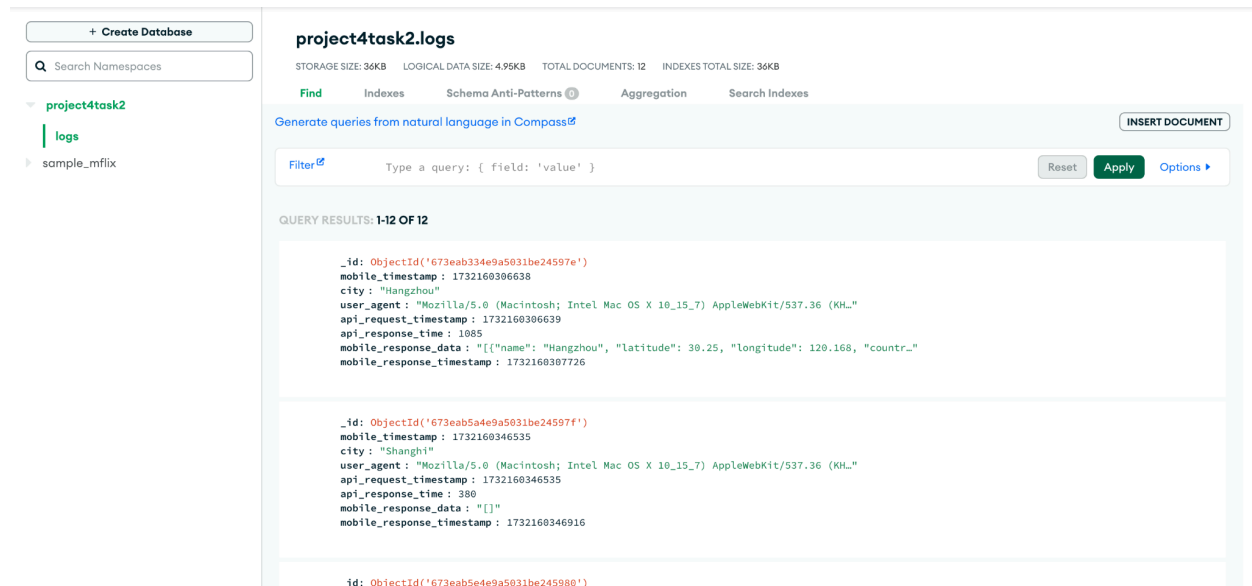 + Create Database
Search Namespaces
project4task2
logs
sample_mflix
project4task2.logs
STORAGE SIZE: 36KB LOGICAL DATA SIZE: 4.95KB TOTAL DOCUMENTS: 12 INDEXES TOTAL SIZE: 36KB
Find Indexes Schema Anti-Patterns 0 Aggregation Search Indexes
Generate queries from natural language in Compass
INSERT DOCUMENT
Filter Type a query: { field: 'value' } Reset Apply Options
QUERY RESULTS: 1-12 OF 12
_id: ObjectId('673eab334e9a5031be24597e')
mobile_timestamp : 1732160306638
city : "Hangzhou"
user_agent : "Mozilla/5.0 (Macintosh; Intel Mac OS X 10_15_7) AppleWebKit/537.36 (KH…"
api_request_timestamp : 1732160306639
api_response_time : 1085
mobile_response_data : "[{"name": "Hangzhou", "latitude": 30.25, "longitude": 120.168, "countr…"
mobile_response_timestamp : 1732160307726
_id: ObjectId('673eab5a4e9a5031be24597f')
mobile_timestamp : 1732160346535
city : "Shanghi"
user_agent : "Mozilla/5.0 (Macintosh; Intel Mac OS X 10_15_7) AppleWebKit/537.36 (KH…"
api_request_timestamp : 1732160346535
api_response_time : 380
mobile_response_data : "[]"
mobile_response_timestamp : 1732160346916
_id: ObjectId('673eab5e4e9a5031be245980')